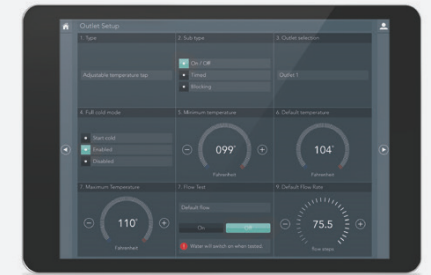 Outlet Setup
1. Type
2. Sub type
3. Outlet selection
Adjustable temperature tap
On / Off
Timed
Blocking
Outlet 1
4. Full cold mode
5. Minimum temperature
6. Default temperature
Start cold
Enabled
Disabled
099°
Fahrenheit
104°
Fahrenheit
7. Maximum Temperature
7. Flow Test
9. Default Flow Rate
110°
Fahrenheit
Default flow
On
Off
Water will switch on when tested.
75.5
flow steps